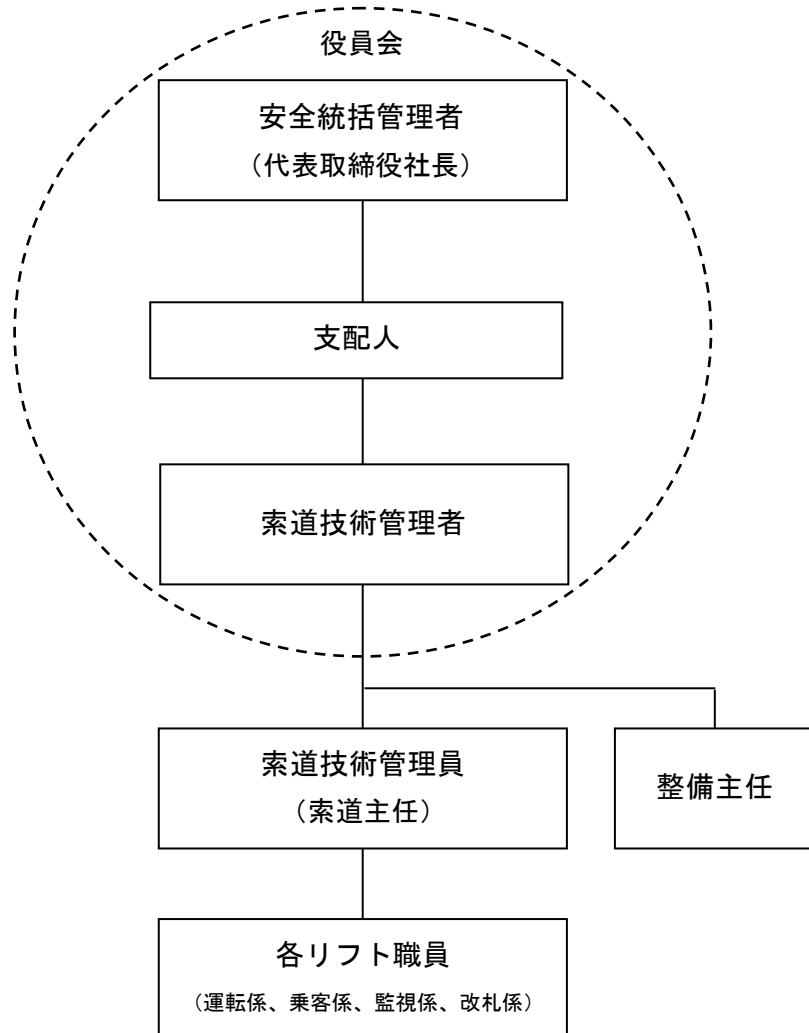 役員会
安全統括管理者
（代表取締役社長）
支配人
索道技術管理者
索道技術管理員
（索道主任）
整備主任
各リフト職員
（運転係、乗客係、監視係、改札係）